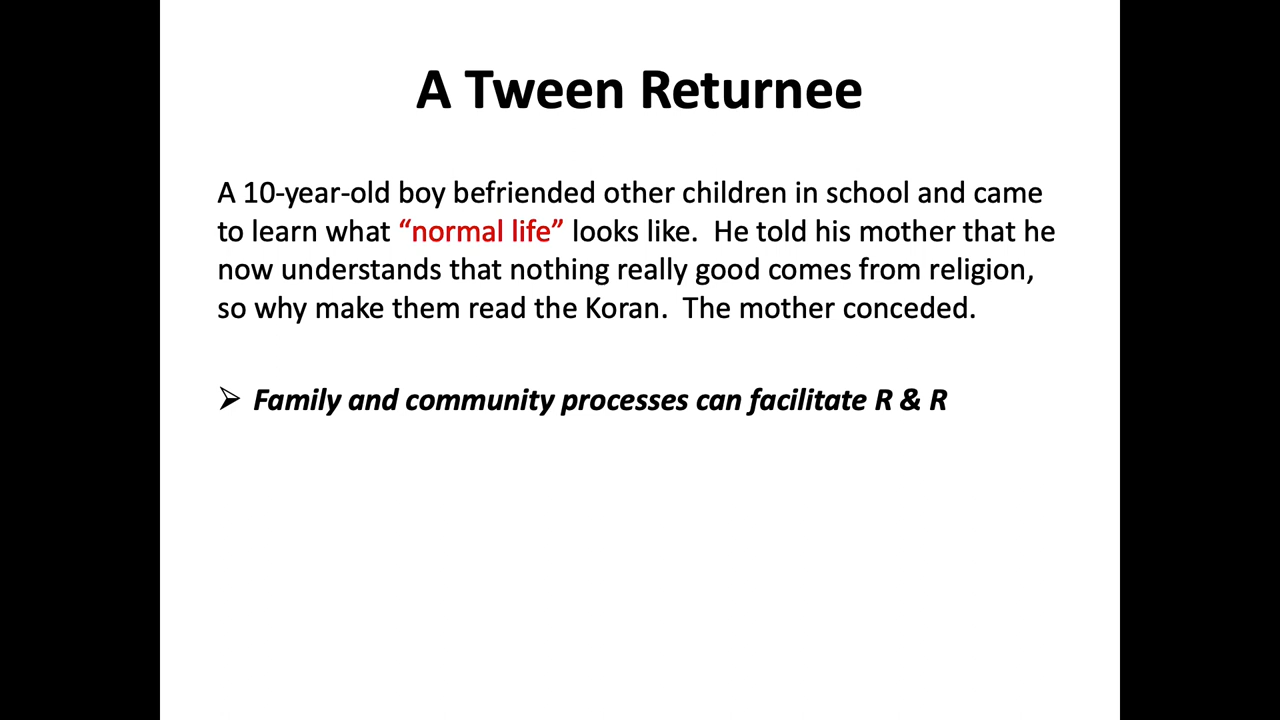 A Tween Returnee
A 10-year-old boy befriended other children in school and came
to learn what “normal life” looks like.  He told his mother that he
now understands that nothing really good comes from religion,
so why make them read the Koran.  The mother conceded.
➢ Family and community processes can facilitate R & R